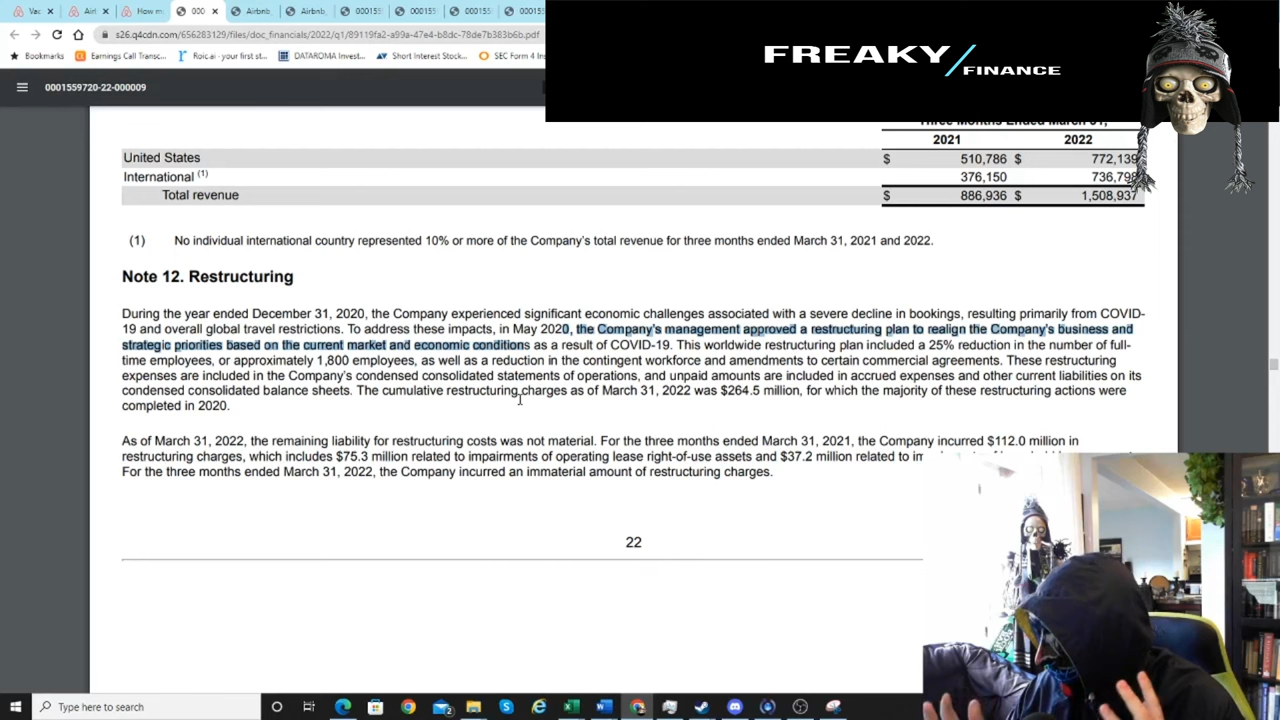 Vac
Airl
How m
000
Airbnb,
Airbnb,
000155
000155
000155
00015
s26.q4cdn.com/656283129/files/doc_financials/2022/q1/89119fa2-a99a-47e4-b8dc-78de7b383b6b.pdf
Bookmarks
Earnings Call Transc...
Roic.ai - your first st...
DATAROMA Invest...
Short Interest Stock...
SEC Form 4 Ins
FREAKY/FINANCE
0001559720-22-000009
Three Months Ended March 31,
2021 2022
United States $ 510,786 $ 772,139
International (1) 376,150 736,798
Total revenue $ 886,936 $ 1,508,937
(1) No individual international country represented 10% or more of the Company's total revenue for three months ended March 31, 2021 and 2022.
Note 12. Restructuring
During the year ended December 31, 2020, the Company experienced significant economic challenges associated with a severe decline in bookings, resulting primarily from COVID-
19 and overall global travel restrictions. To address these impacts, in May 2020, the Company's management approved a restructuring plan to realign the Company's business and
strategic priorities based on the current market and economic conditions as a result of COVID-19. This worldwide restructuring plan included a 25% reduction in the number of full-
time employees, or approximately 1,800 employees, as well as a reduction in the contingent workforce and amendments to certain commercial agreements. These restructuring
expenses are included in the Company's condensed consolidated statements of operations, and unpaid amounts are included in accrued expenses and other current liabilities on its
condensed consolidated balance sheets. The cumulative restructuring charges as of March 31, 2022 was $264.5 million, for which the majority of these restructuring actions were
completed in 2020.
As of March 31, 2022, the remaining liability for restructuring costs was not material. For the three months ended March 31, 2021, the Company incurred $112.0 million in
restructuring charges, which includes $75.3 million related to impairments of operating lease right-of-use assets and $37.2 million related to
For the three months ended March 31, 2022, the Company incurred an immaterial amount of restructuring charges.
22
Type here to search